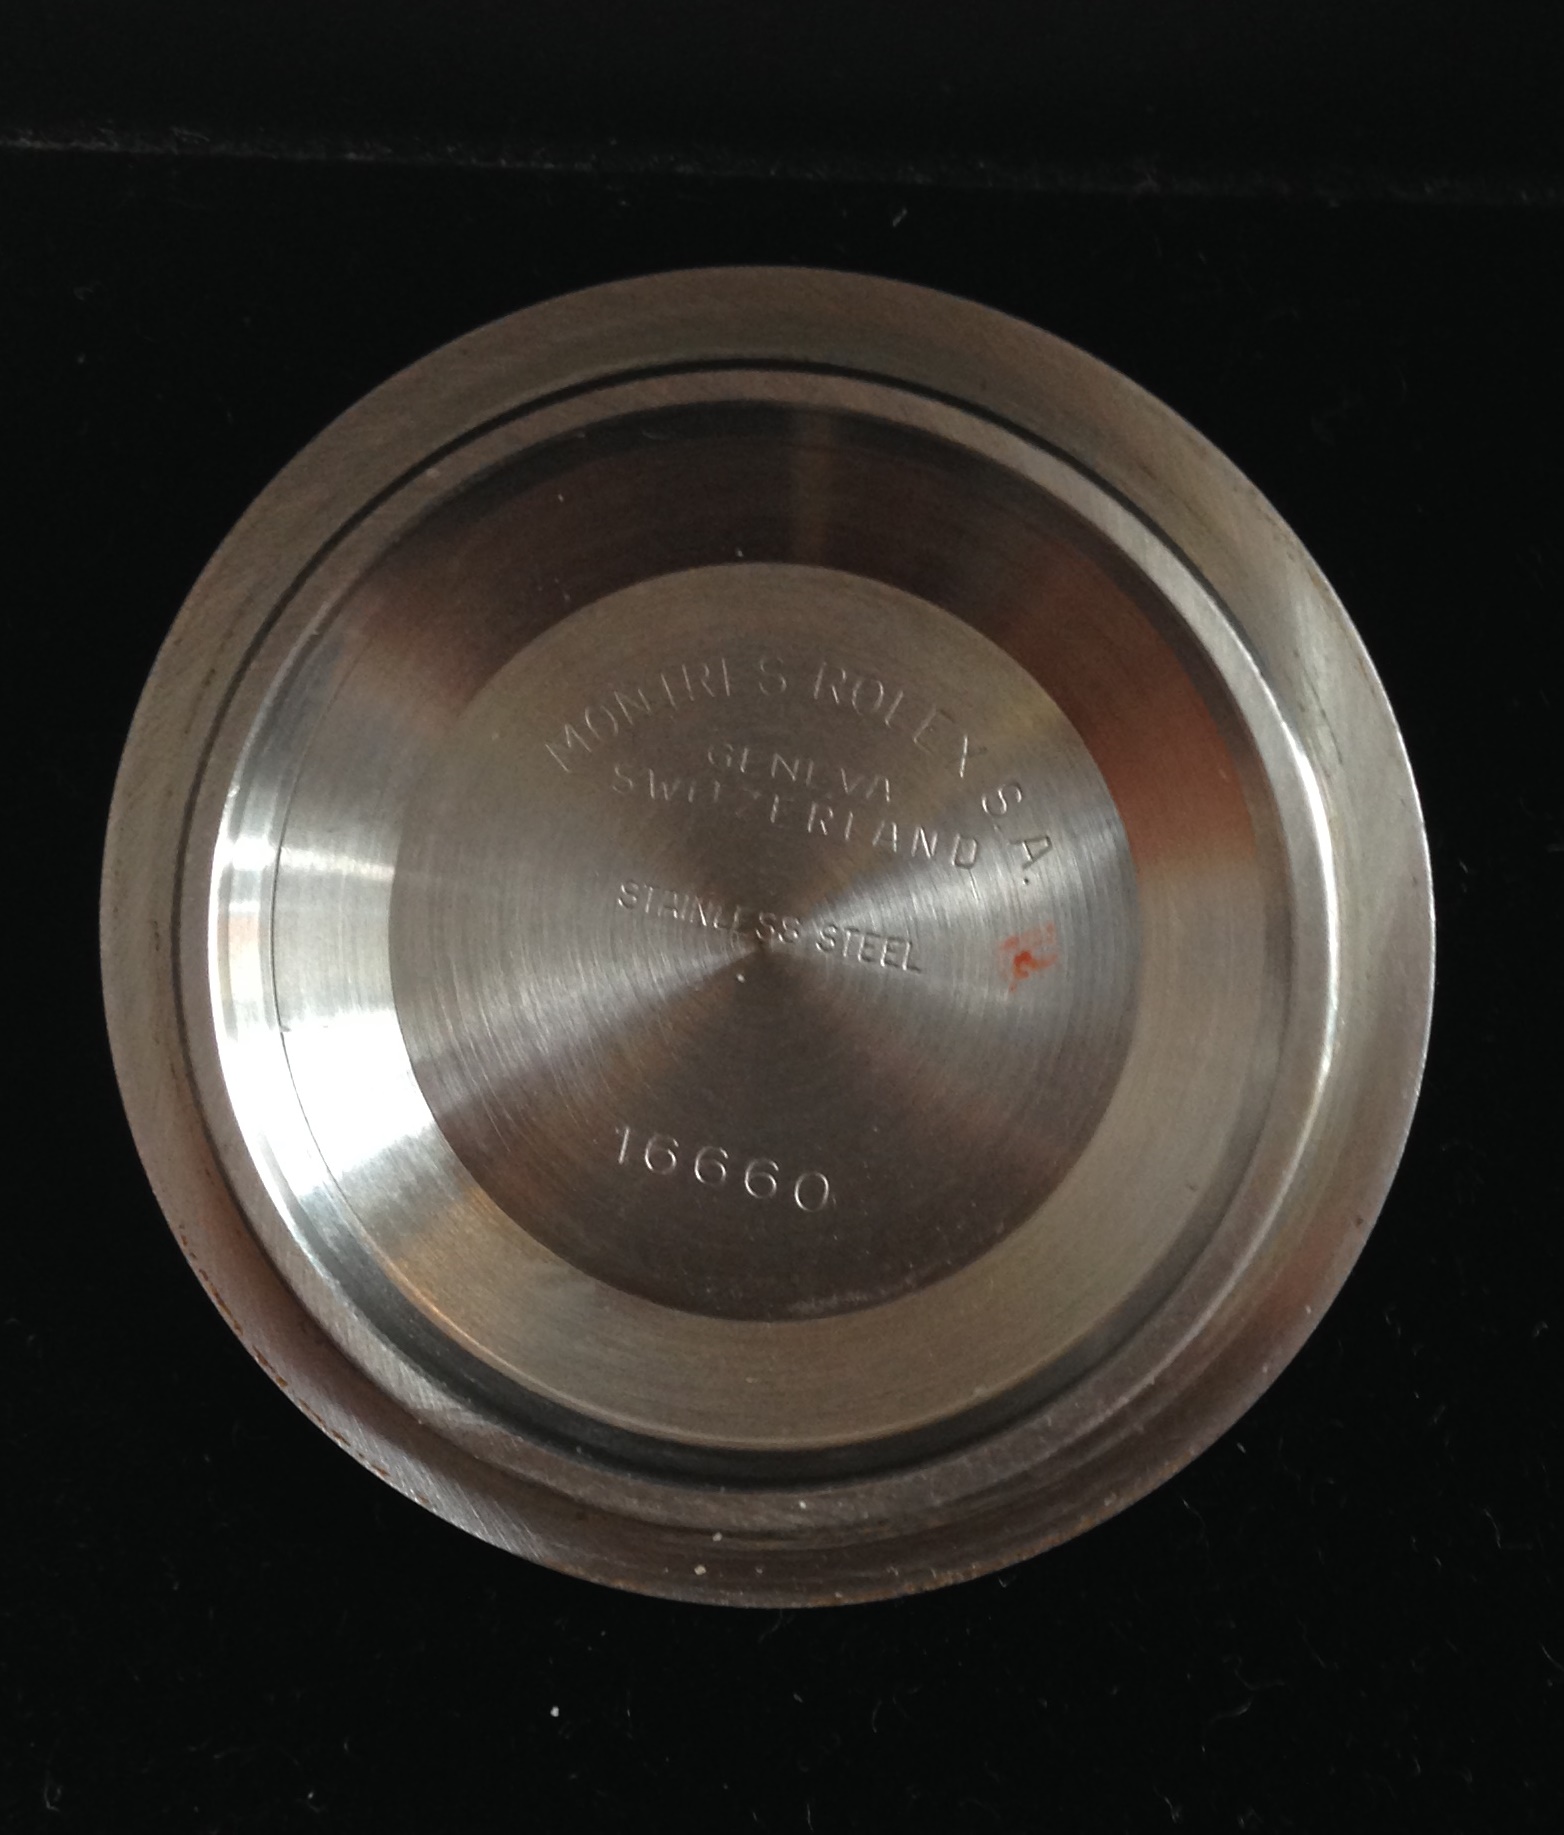 MONTRES ROLEX S.A.
GENEVA
SWITZERLAND
STAINLESS STEEL
16660